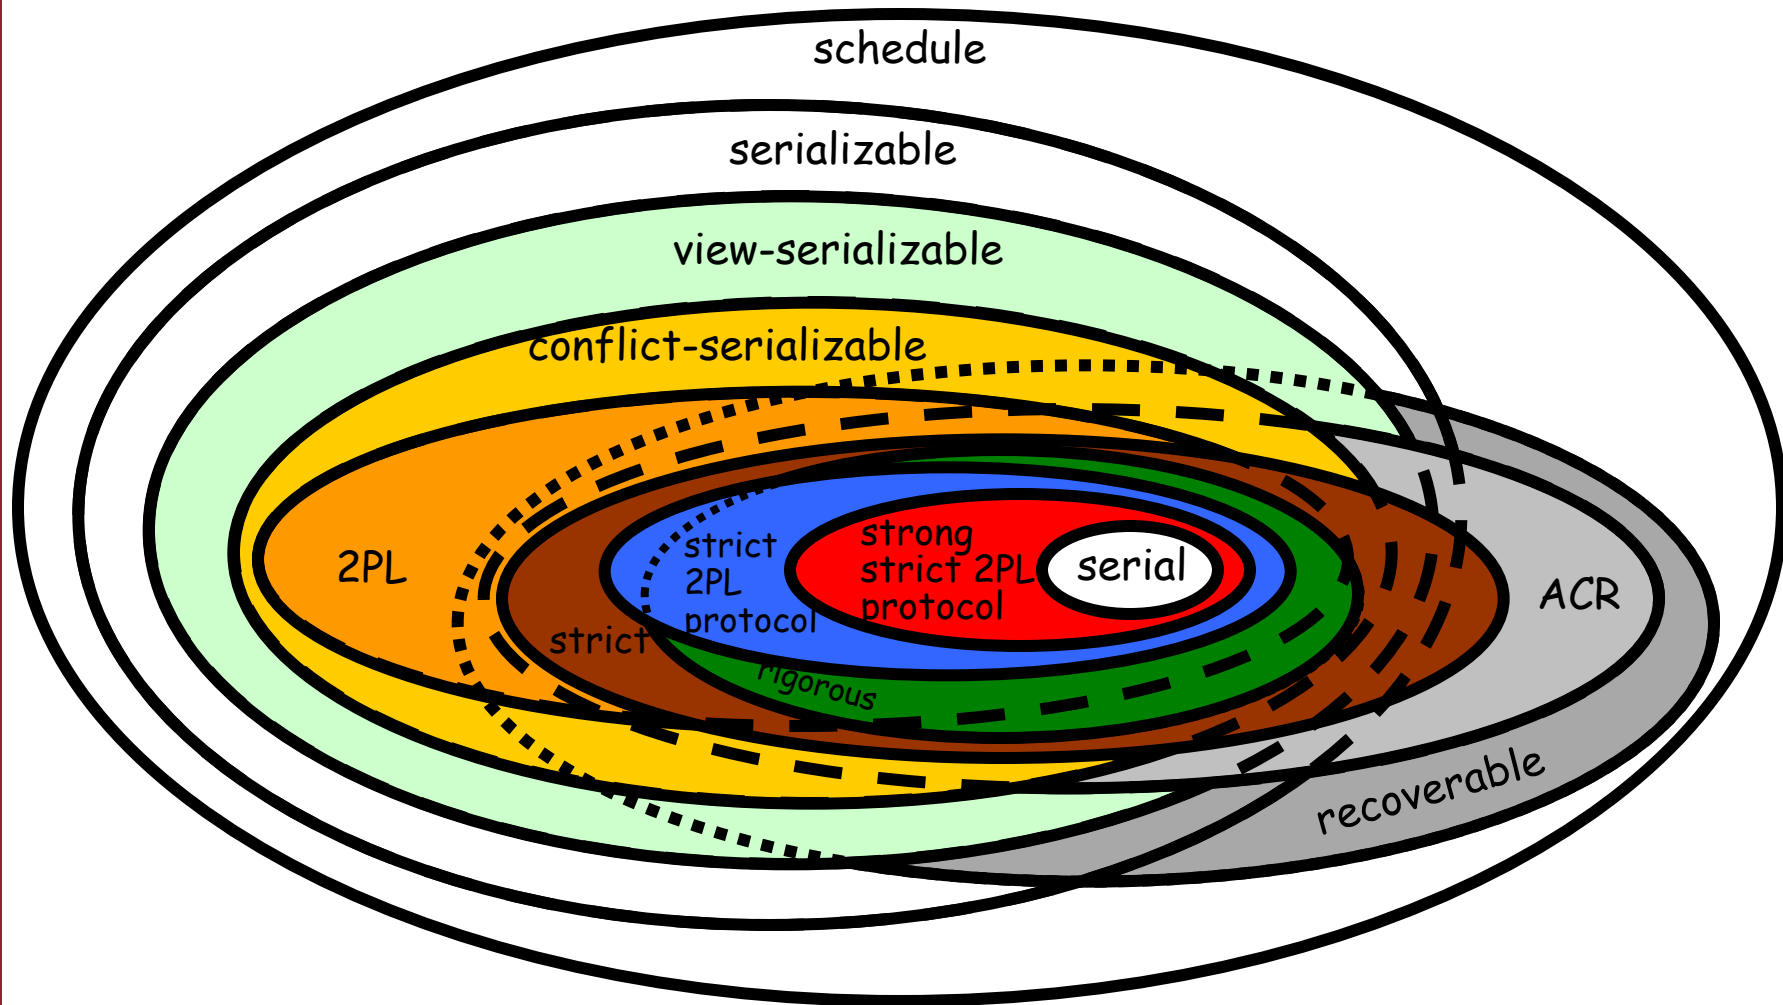 schedule
serializable
view-serializable
conflict-serializable
2PL
strict
2PL
protocol
strong
strict 2PL
protocol
serial
ACR
strict
rigorous
recoverable